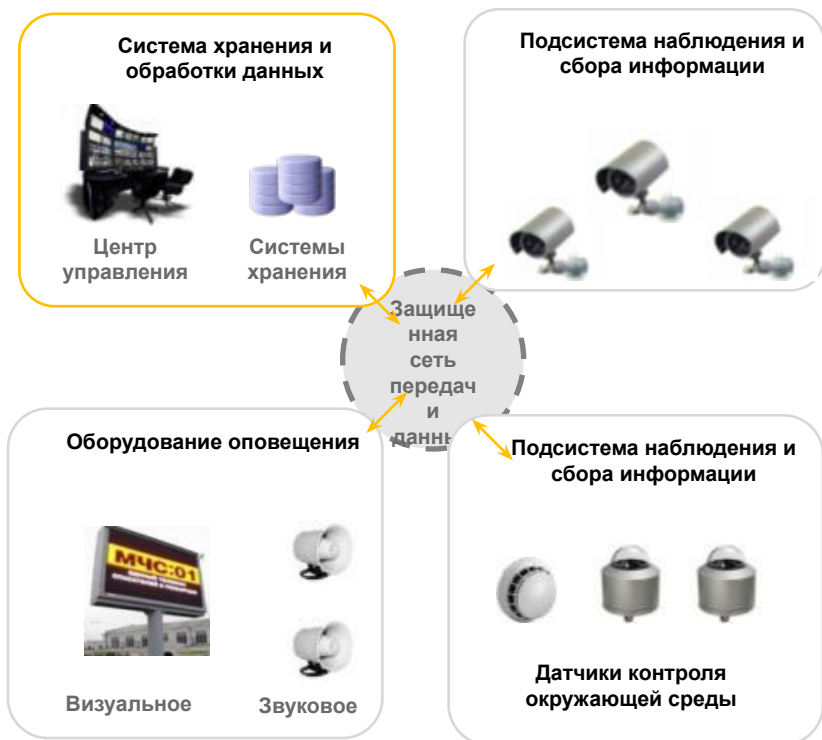 Система хранения и
обработки данных
Центр
управления
Системы
хранения
Подсистема наблюдения и
сбора информации
Защище
нная
сеть
передач
и
Оборудование оповещения
МЧС:01
Визуальное
Звуковое
Подсистема наблюдения и
сбора информации
Датчики контроля
окружающей среды